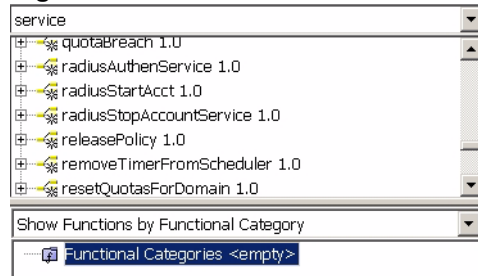 service
quotaBreach 1.0
radiusAuthenService 1.0
radiusStartAcct 1.0
radiusStopAccountService 1.0
releasePolicy 1.0
removeTimerFromScheduler 1.0
resetQuotasForDomain 1.0
Show Functions by Functional Category
Functional Categories <empty>